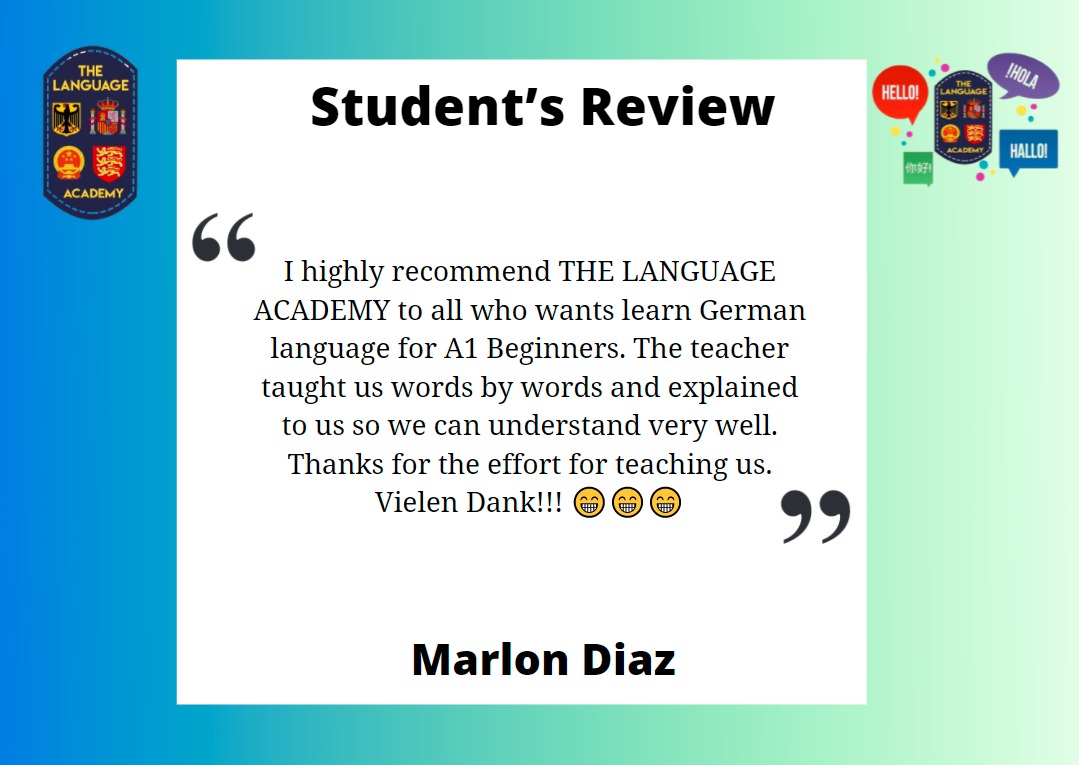 THE
LANGUAGE
ACADEMY
Student’s Review
HELLO!
!HOLA
THE
LANGUAGE
ACADEMY
HALLO!
你好!
“
I highly recommend THE LANGUAGE
ACADEMY to all who wants learn German
language for A1 Beginners. The teacher
taught us words by words and explained
to us so we can understand very well.
Thanks for the effort for teaching us.
Vielen Dank!!! 😁😁😁
”
Marlon Diaz